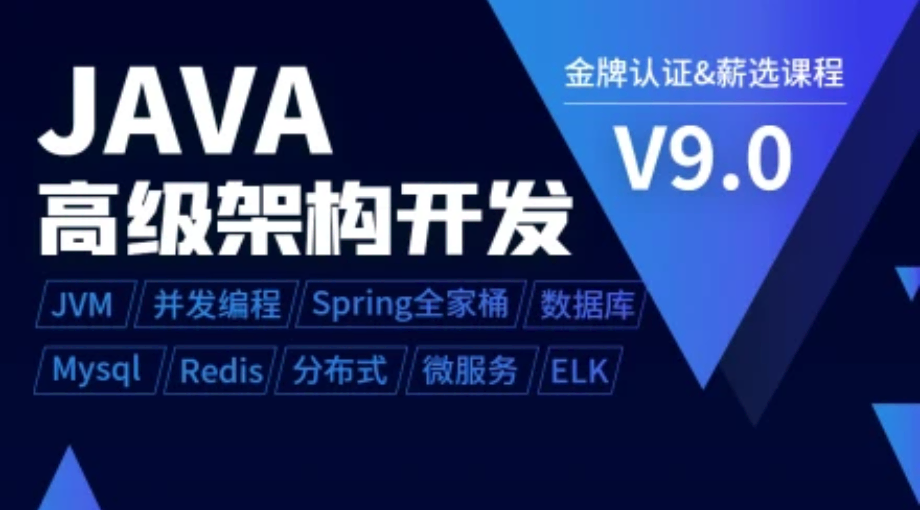 JAVA
高级架构开发
金牌认证&薪选课程
V9.0
JVM 并发编程 Spring全家桶 数据库
Mysql Redis 分布式 微服务 ELK